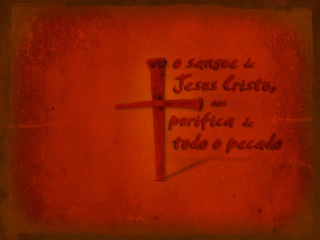 o sangue de
Jesus Cristo,
nos
purifica de
todo o pecado